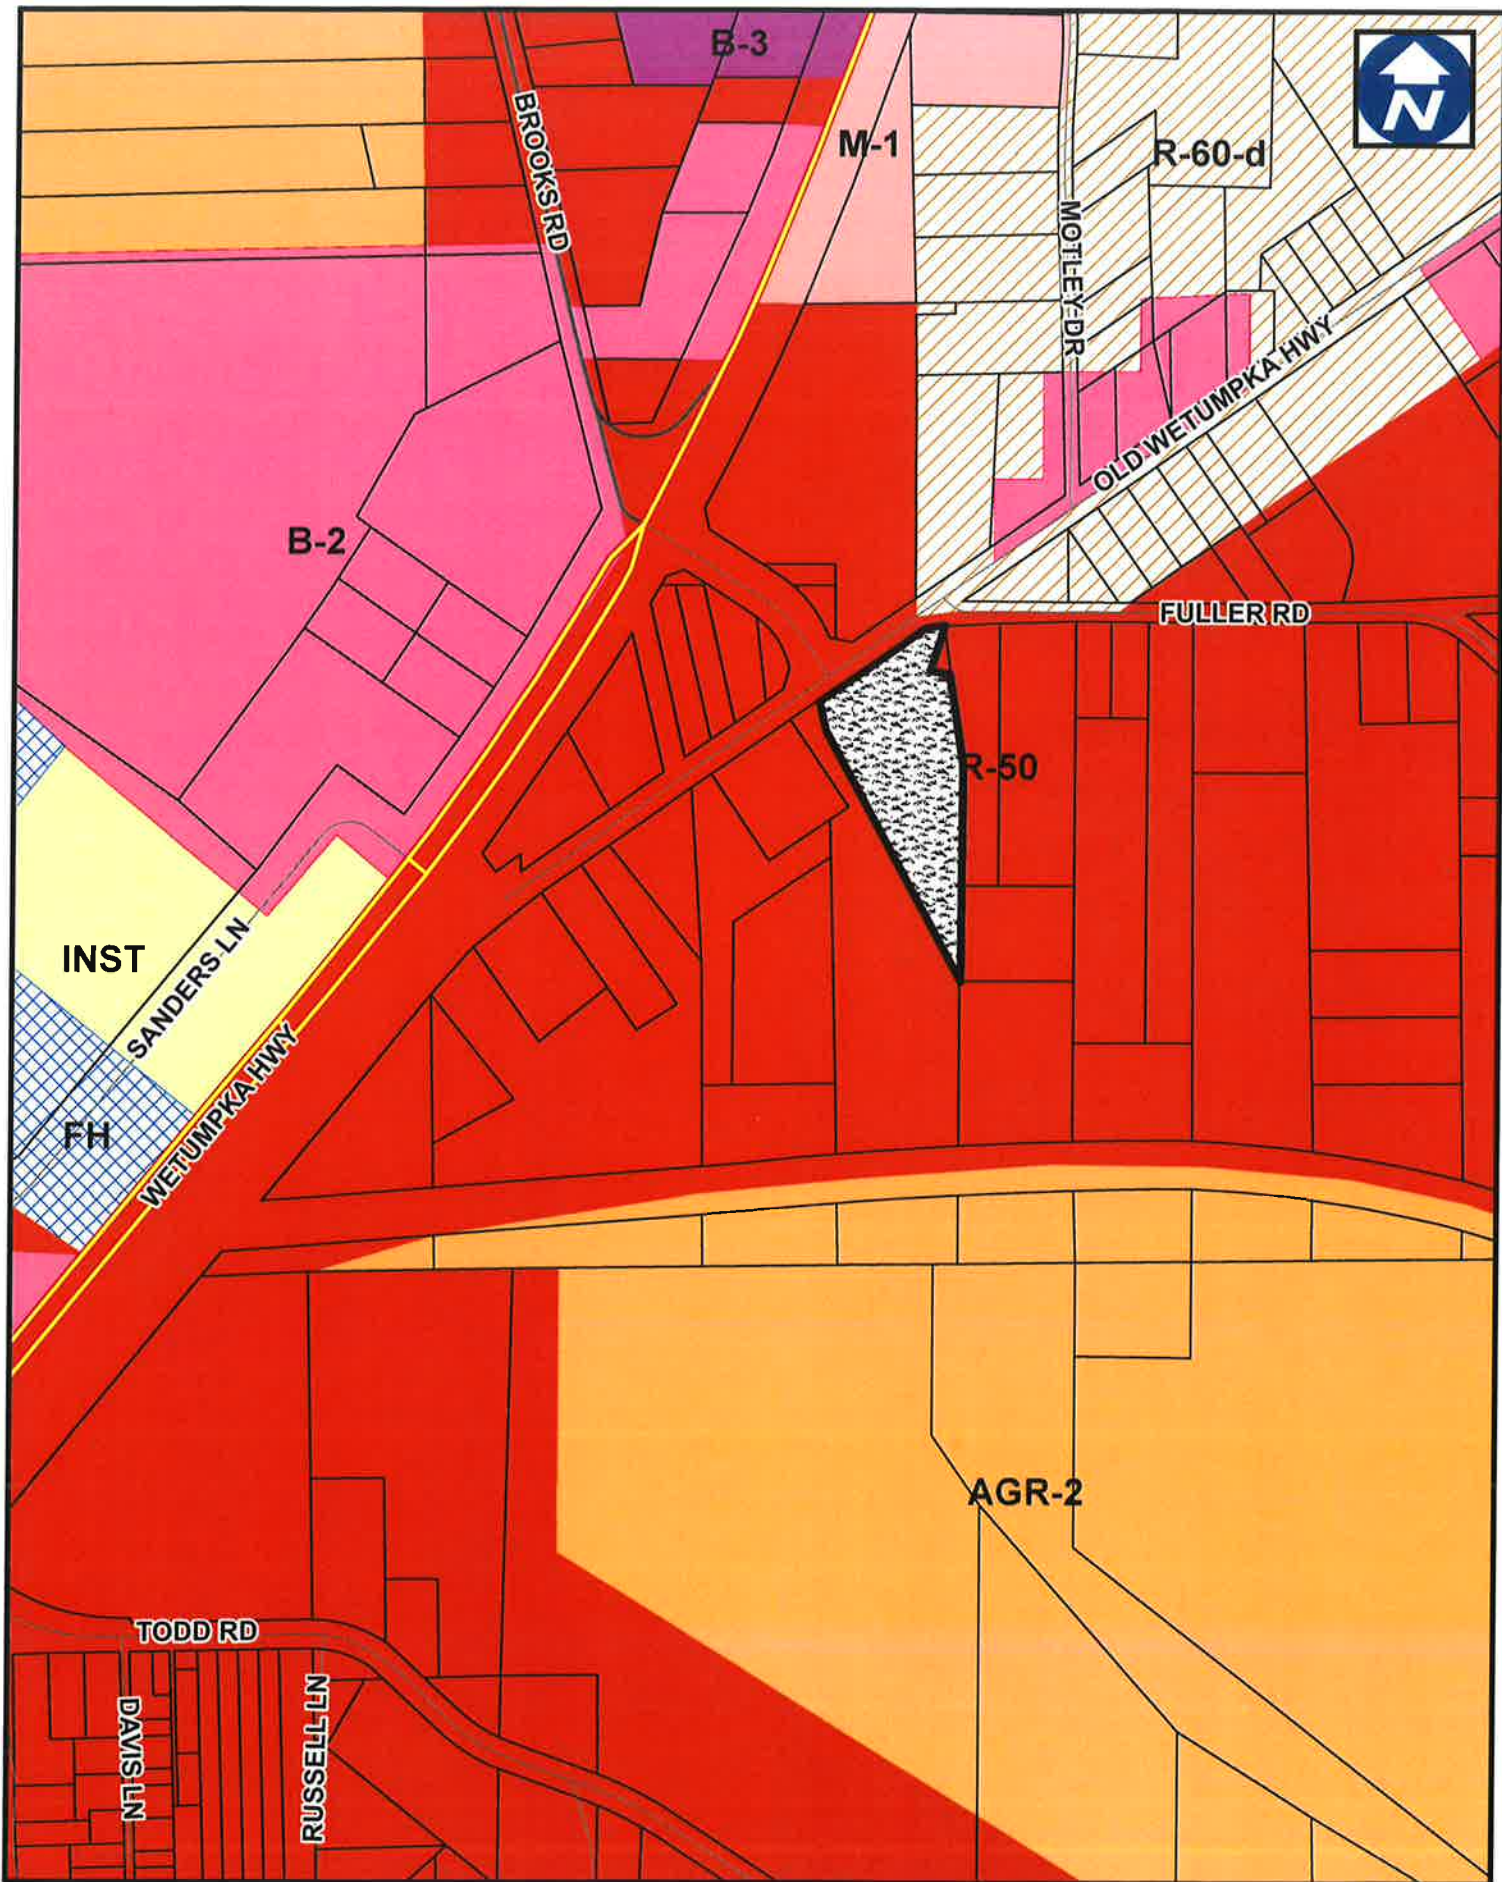 B-3
N
BROOKS RD
M-1
R-60-d
MOTLEY DR
OLD WETUMPKA HWY
B-2
FULLER RD
R-50
INST
SANDERS LN
WETUMPKA HWY
FH
AGR-2
TODD RD
DAVIS LN
RUSSELL LN